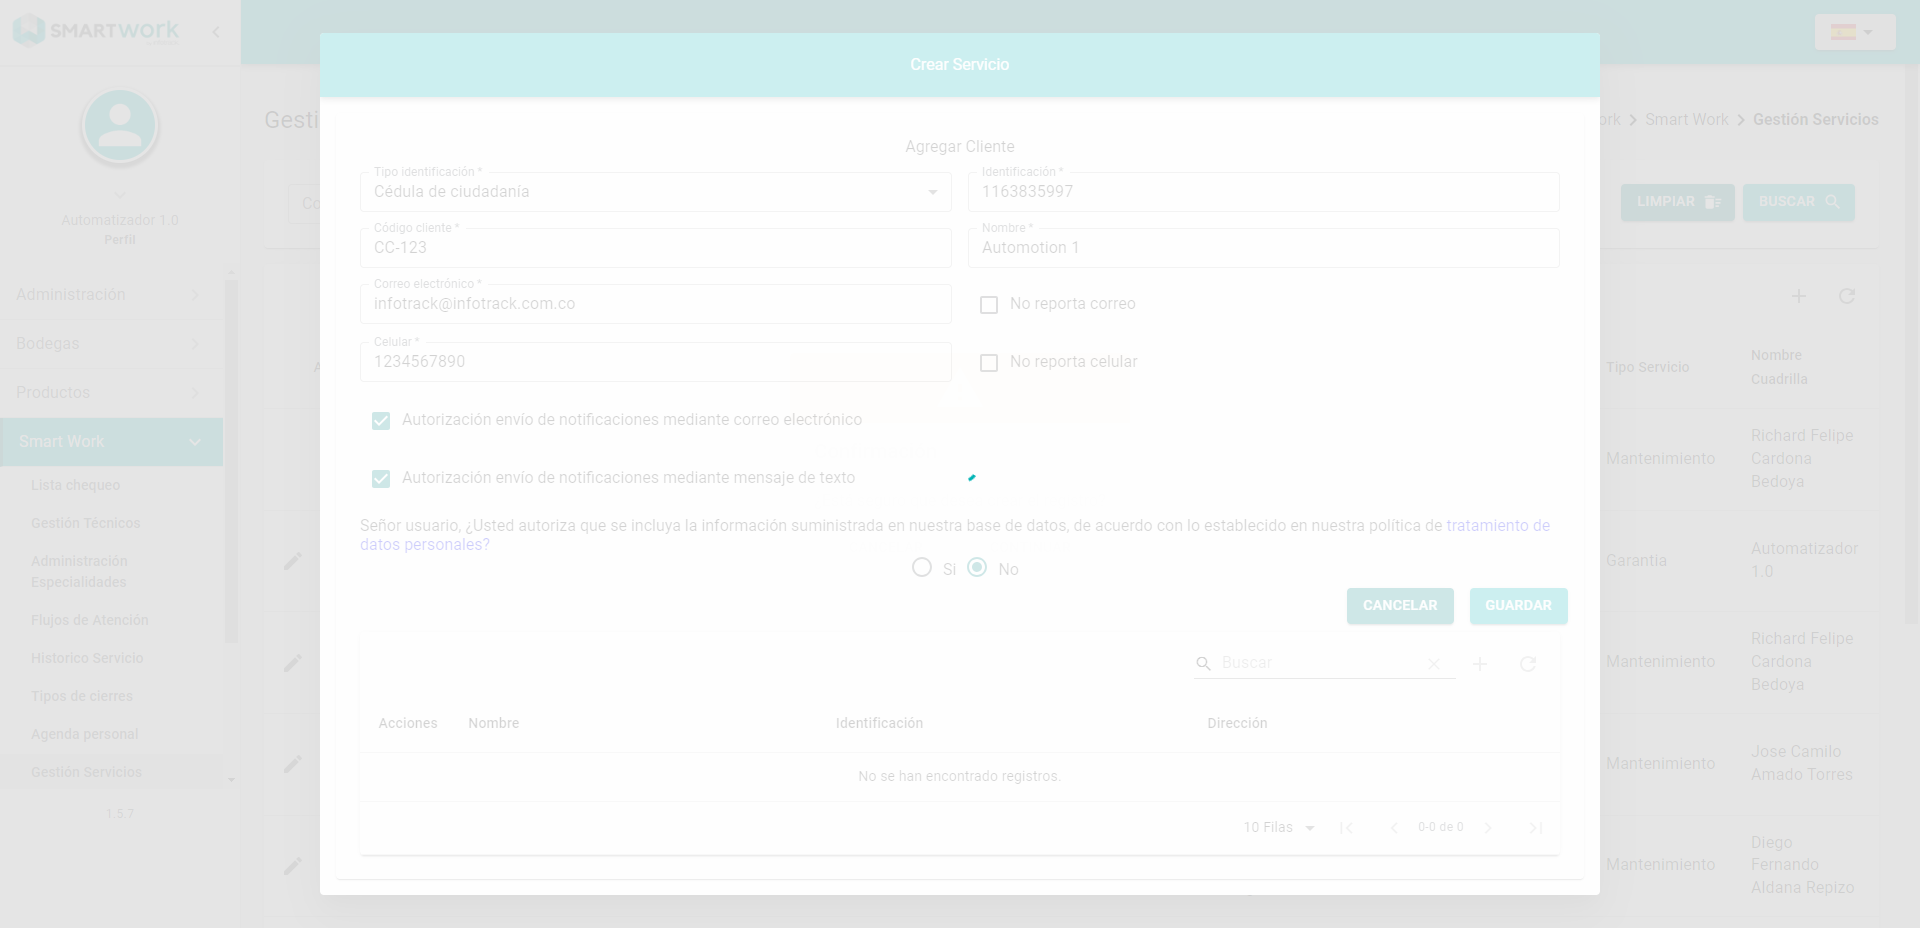 SMARTWORK
Crear Servicio
Gesti
ork > Smart Work > Gestión Servicios
Agregar Cliente
Tipo identificación *
Cédula de ciudadanía
Identificación *
1163835997
LIMPIAR
BUSCAR
Automatizador 1.0
Perfil
Co
Código cliente *
CC-123
Nombre *
Automotion 1
Correo electrónico *
infotrack@infotrack.com.co
No reporta correo
Administración
Bodegas
Productos
Smart Work
Lista chequeo
Gestión Técnicos
Administración
Especialidades
Flujos de Atención
Historico Servicio
Tipos de cierres
Agenda personal
Gestión Servicios
1.5.7
A
Celular *
1234567890
No reporta celular
Autorización envío de notificaciones mediante correo electrónico
Autorización envío de notificaciones mediante mensaje de texto
Señor usuario, ¿Usted autoriza que se incluya la información suministrada en nuestra base de datos, de acuerdo con lo establecido en nuestra política de tratamiento de
datos personales?
Si
No
CANCELAR
GUARDAR
Buscar
Acciones
Nombre
Identificación
Dirección
No se han encontrado registros.
10 Filas
0-0 de 0
Tipo Servicio
Nombre
Cuadrilla
Mantenimiento
Richard Felipe
Cardona
Bedoya
Garantia
Automatizador
1.0
Mantenimiento
Richard Felipe
Cardona
Bedoya
Mantenimiento
Jose Camilo
Amado Torres
Mantenimiento
Diego
Fernando
Aldana Repizo